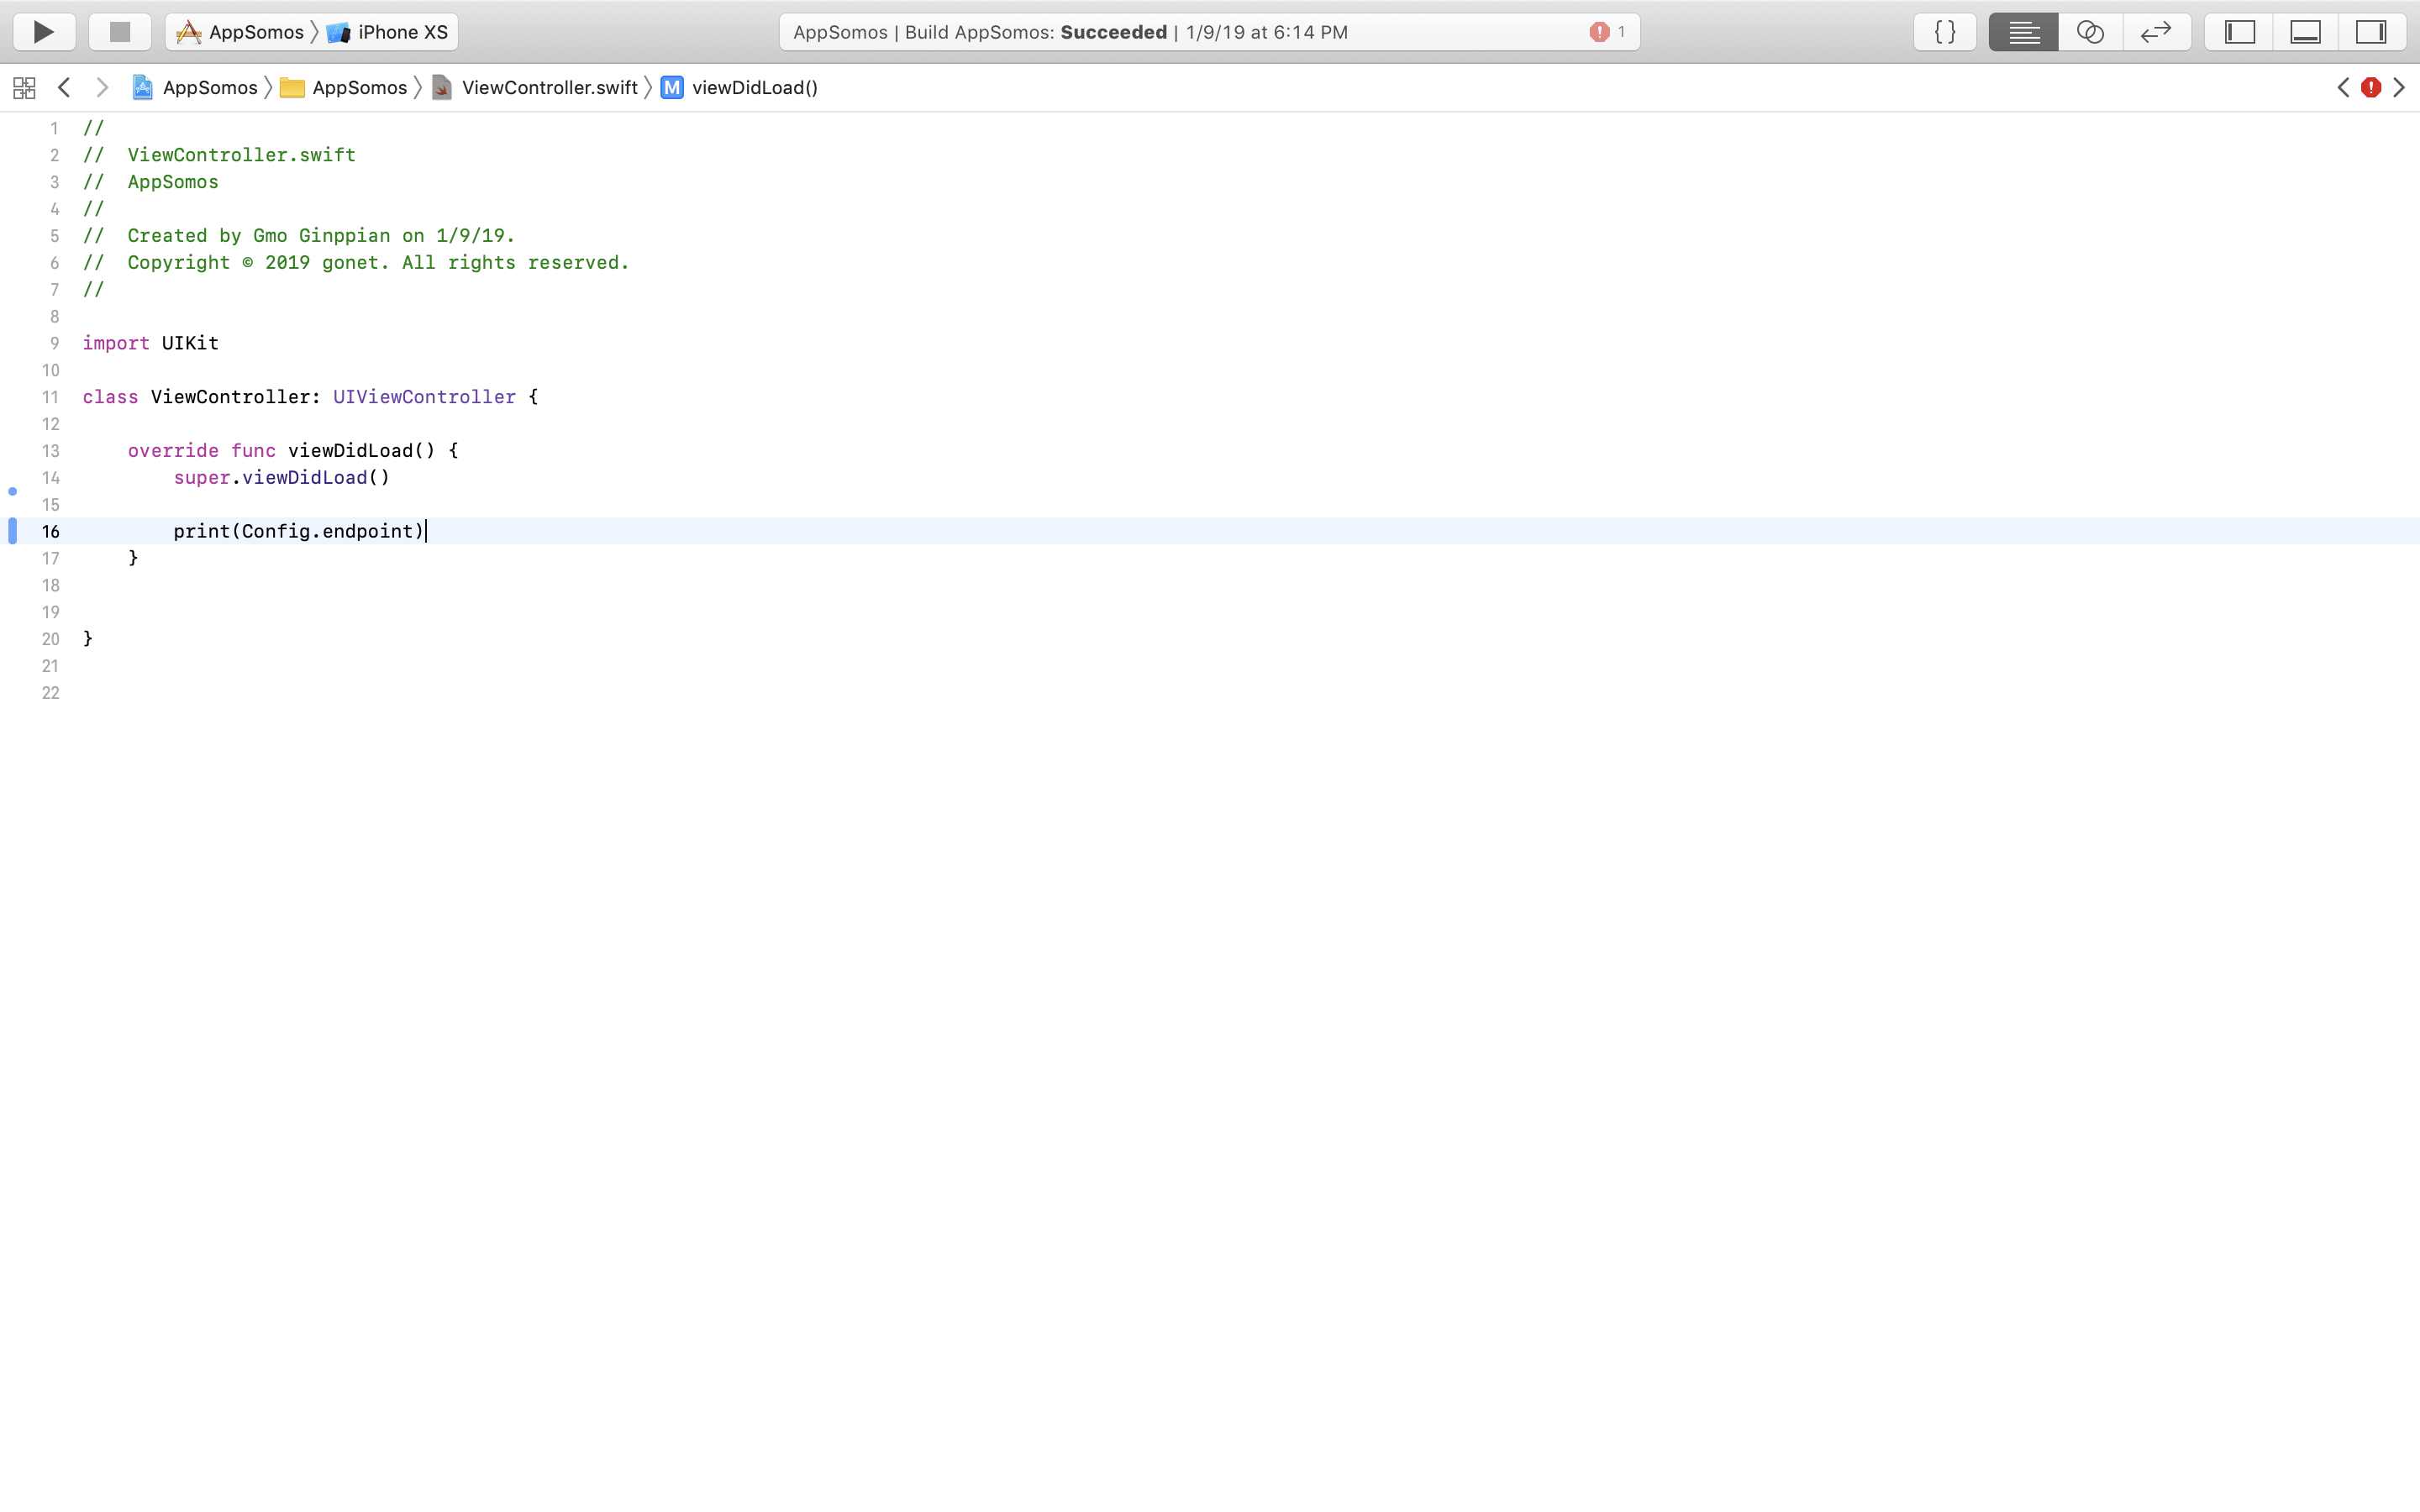 AppSomos iPhone XS
AppSomos | Build AppSomos: Succeeded | 1/9/19 at 6:14 PM
1
{ }
AppSomos AppSomos ViewController.swift M viewDidLoad()
1 //
2 //  ViewController.swift
3 //  AppSomos
4 //
5 //  Created by Gmo Ginppian on 1/9/19.
6 //  Copyright © 2019 gonet. All rights reserved.
7 //
8
9 import UIKit
10
11 class ViewController: UIViewController {
12
13     override func viewDidLoad() {
14         super.viewDidLoad()
15
16         print(Config.endpoint)
17     }
18
19
20 }
21
22